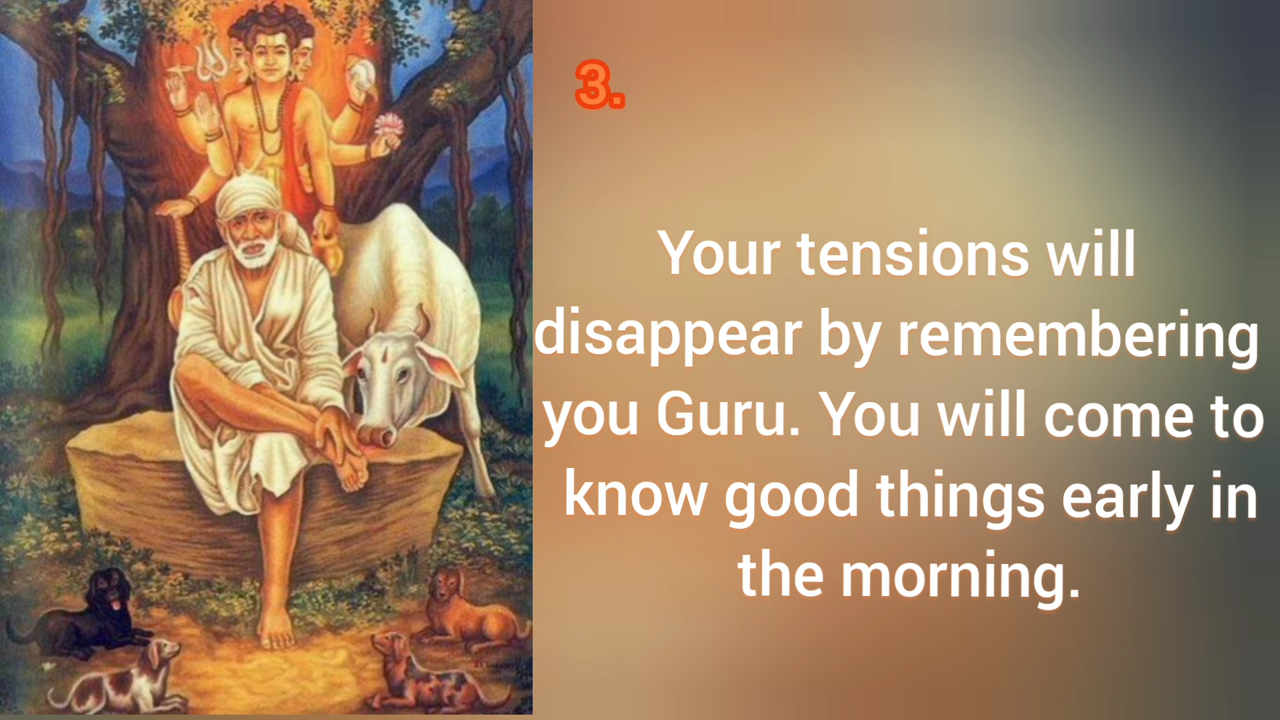 3.
Your tensions will
disappear by remembering
you Guru. You will come to
know good things early in
the morning.